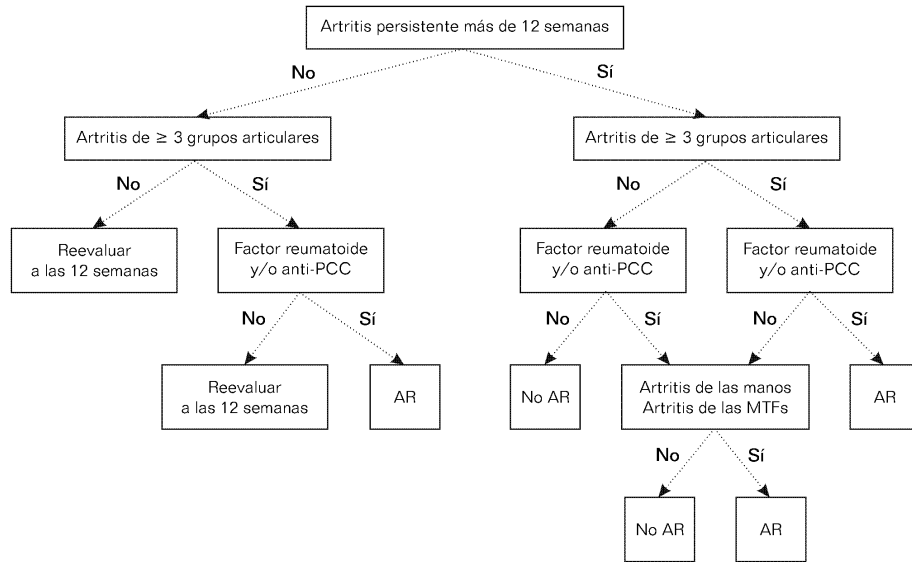 Artritis persistente más de 12 semanas
No
Sí
Artritis de ≥ 3 grupos articulares
Artritis de ≥ 3 grupos articulares
No
Sí
No
Sí
Reevaluar
a las 12 semanas
Factor reumatoide
y/o anti-PCC
Factor reumatoide
y/o anti-PCC
Factor reumatoide
y/o anti-PCC
No
Sí
No
Sí
No
Sí
Reevaluar
a las 12 semanas
AR
No AR
Artritis de las manos
Artritis de las MTFs
AR
No
Sí
No AR
AR